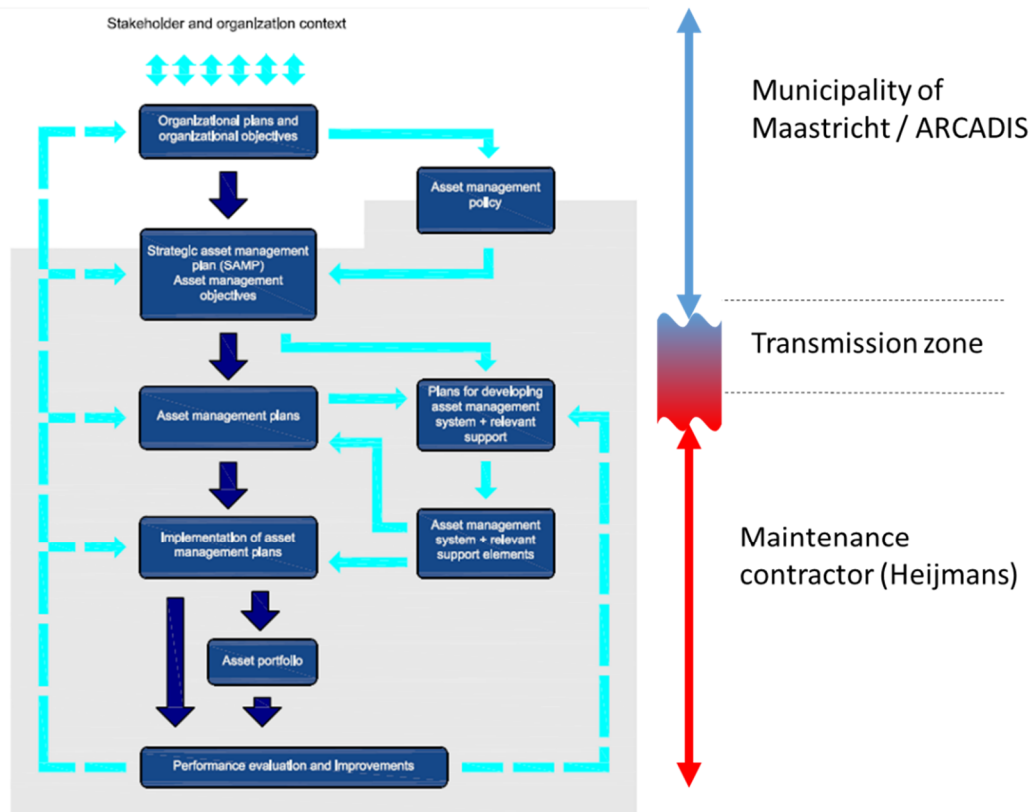 Stakeholder and organization context
Organizational plans and
organizational objectives
Asset management
policy
Strategic asset management
plan (SAMP)
Asset management
objectives
Asset management plans
Plans for developing
asset management
system + relevant
support
Implementation of asset
management plans
Asset management
system + relevant
support elements
Asset portfolio
Performance evaluation and improvements
Municipality of
Maastricht / ARCADIS
Transmission zone
Maintenance
contractor (Heijmans)